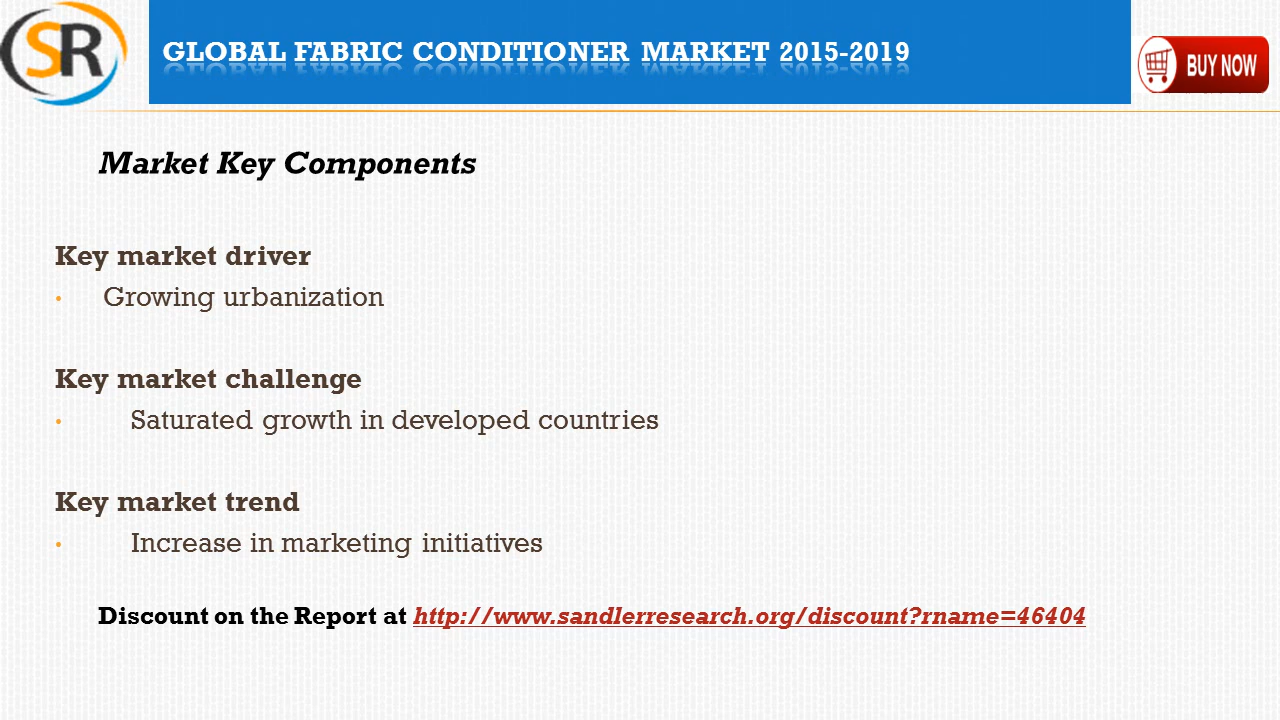 SR
GLOBAL FABRIC CONDITIONER MARKET 2015-2019
BUY NOW
Market Key Components
Key market driver
• Growing urbanization
Key market challenge
• Saturated growth in developed countries
Key market trend
• Increase in marketing initiatives
Discount on the Report at http://www.sandlerresearch.org/discount?rname=46404